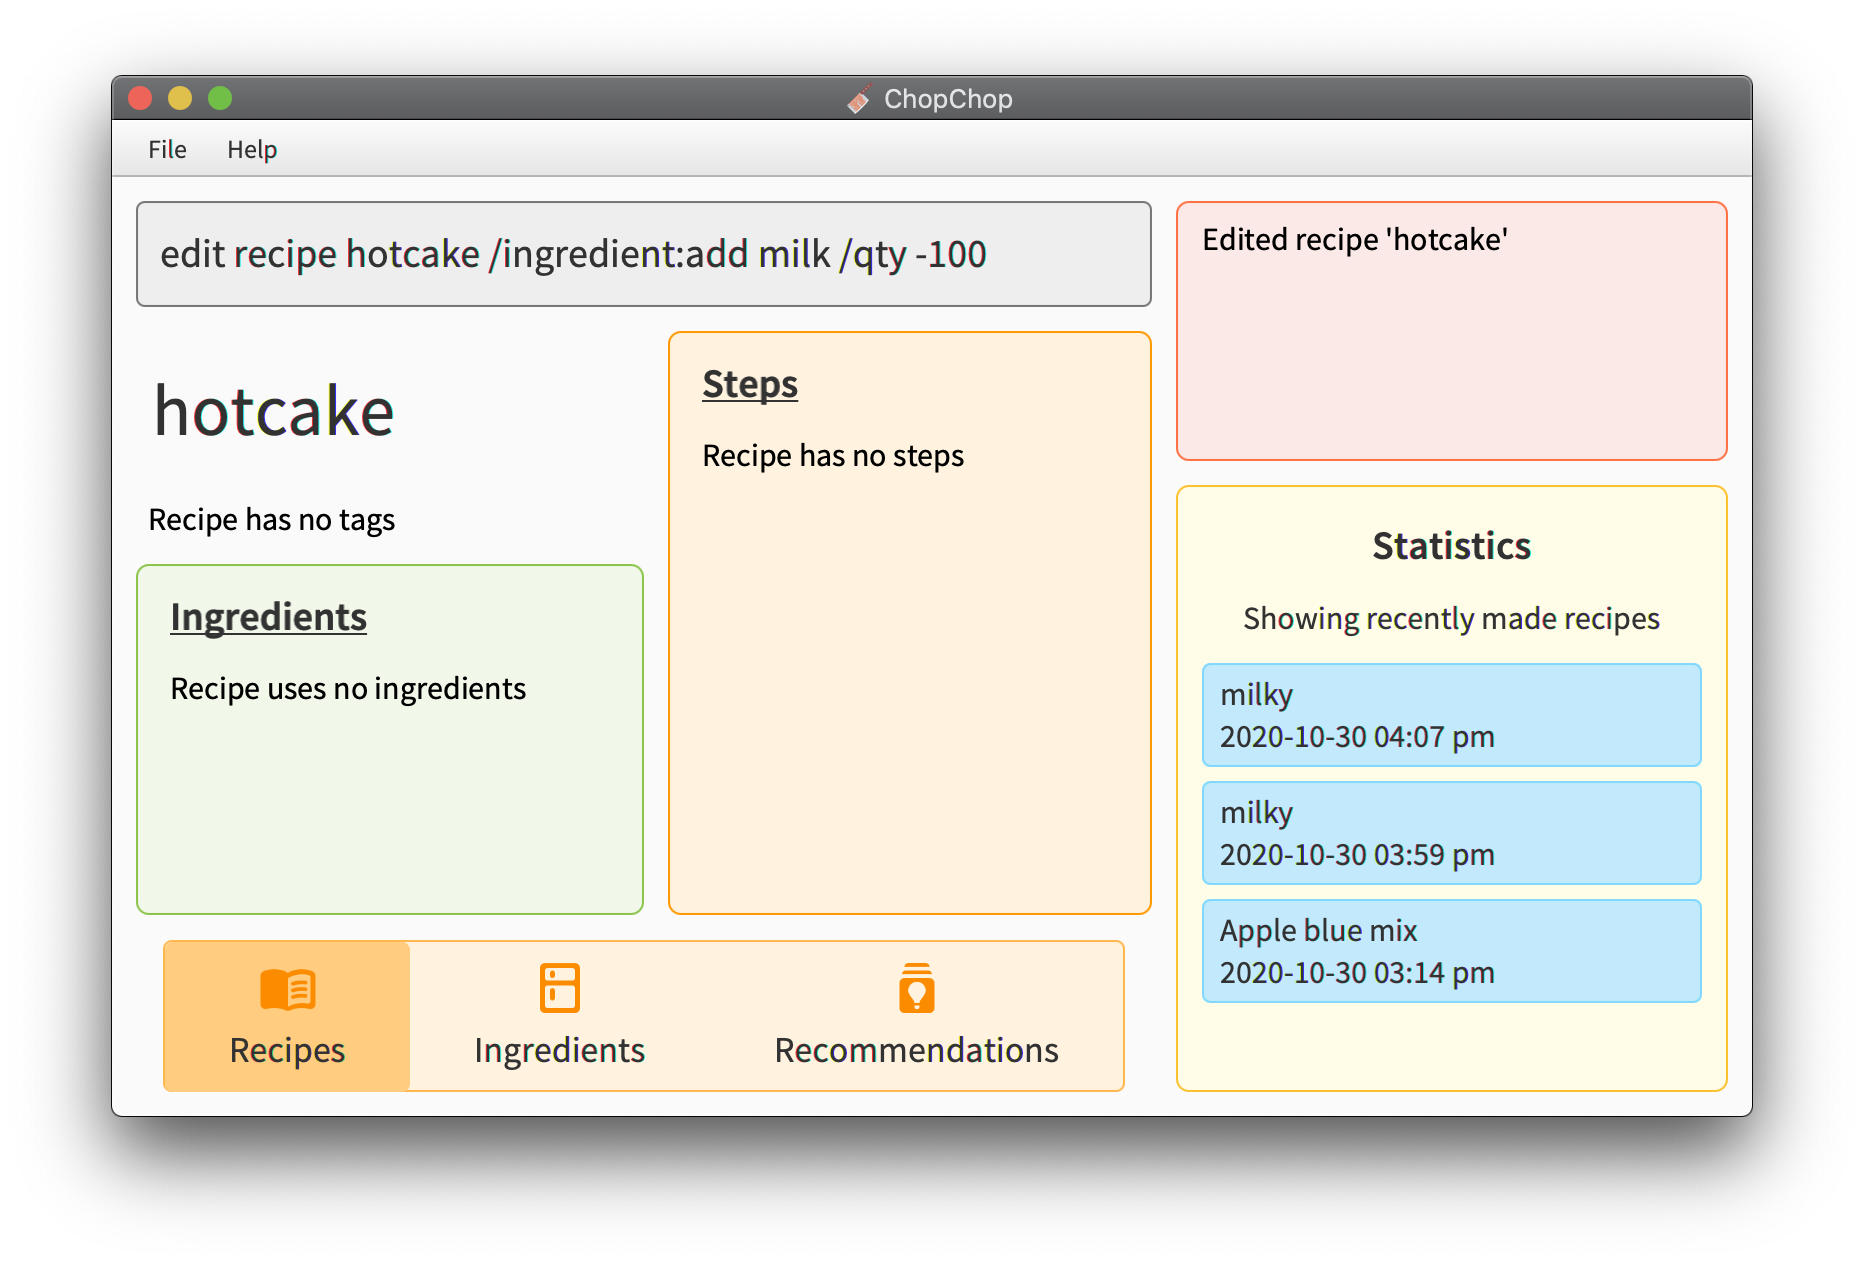 ChopChop
File Help
edit recipe hotcake /ingredient:add milk /qty -100
hotcake
Recipe has no tags
Ingredients
Recipe uses no ingredients
Steps
Recipe has no steps
Recipes
Ingredients
Recommendations
Edited recipe 'hotcake'
Statistics
Showing recently made recipes
milky
2020-10-30 04:07 pm
milky
2020-10-30 03:59 pm
Apple blue mix
2020-10-30 03:14 pm